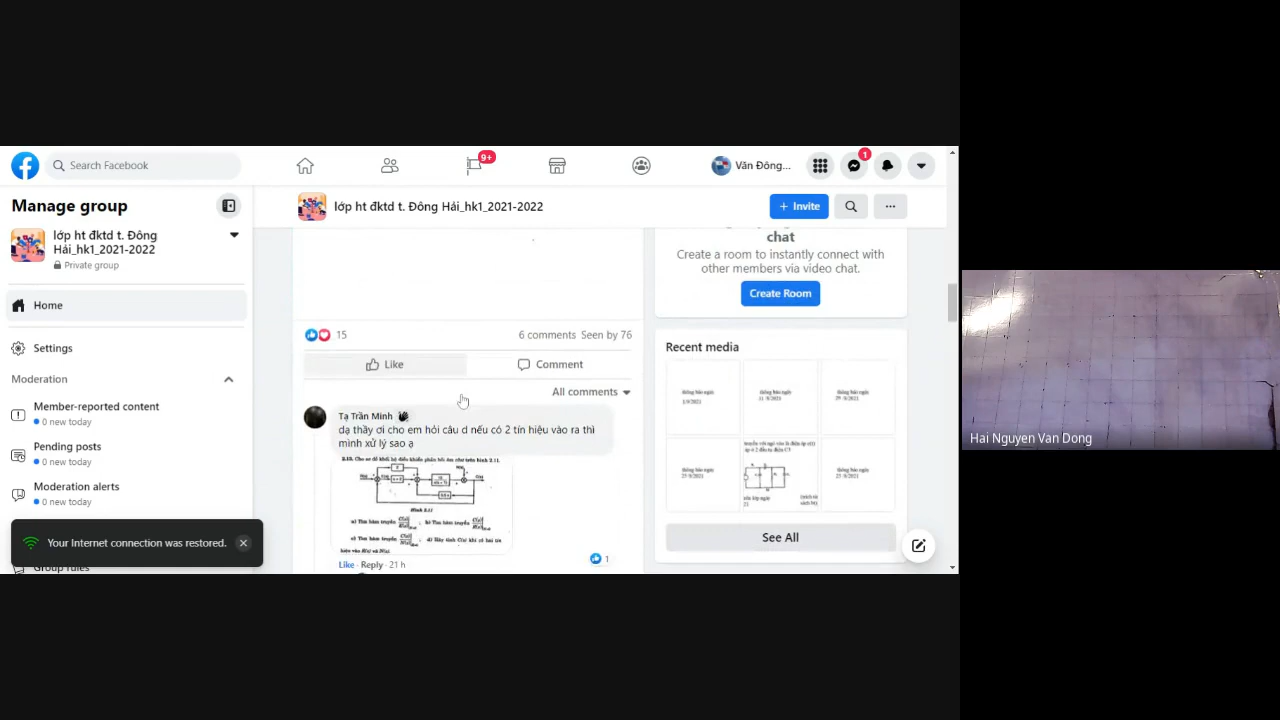 Search Facebook
9+
Văn Đông...
1
Manage group
lớp ht đktd t. Đông Hải_hk1_2021-2022
Private group
Home
Settings
Moderation
Member-reported content
0 new today
Pending posts
0 new today
Moderation alerts
0 new today
Group rules
Your Internet connection was restored.
lớp ht đktd t. Đông Hải_hk1_2021-2022
Invite
15
6 comments Seen by 76
Like
Comment
All comments
Tạ Trần Minh
dạ thầy ơi cho em hỏi câu d nếu có 2 tín hiệu vào ra thì
mình xử lý sao ạ
Hình 2.11
Like · Reply · 21 h
1
chat
Create a room to instantly connect with
other members via video chat.
Create Room
Recent media
See All
Hai Nguyen Van Dong